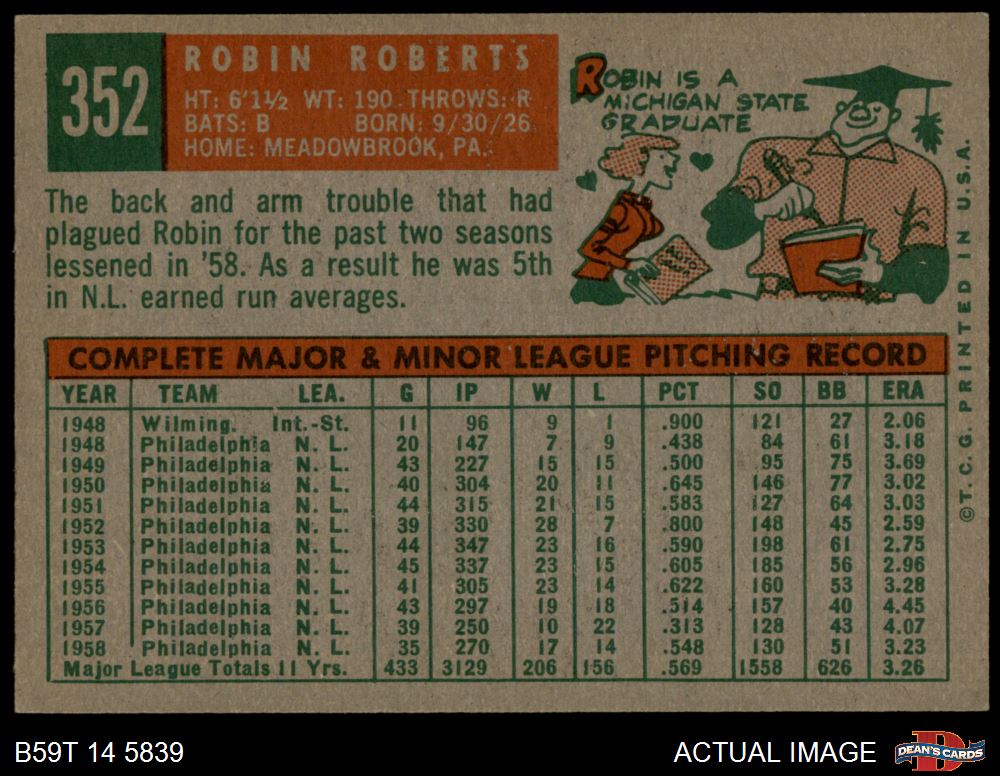 352
ROBIN ROBERTS
HT: 6'1½ WT: 190 THROWS: R
BATS: B BORN: 9/30/26
HOME: MEADOWBROOK, PA.
ROBIN IS A
MICHIGAN STATE
GRADUATE
The back and arm trouble that had
plagued Robin for the past two seasons
lessened in '58. As a result he was 5th
in N.L. earned run averages.
COMPLETE MAJOR & MINOR LEAGUE PITCHING RECORD
YEAR TEAM LEA. G IP W L PCT SO BB ERA
1948 Wilming. Int.-St. 11 96 9 1 .900 121 27 2.06
1948 Philadelphia N. L. 20 147 7 9 .438 84 61 3.18
1949 Philadelphia N. L. 43 227 15 15 .500 95 75 3.69
1950 Philadelphia N. L. 40 304 20 11 .645 146 77 3.02
1951 Philadelphia N. L. 44 315 21 15 .583 127 64 3.03
1952 Philadelphia N. L. 39 330 28 7 .800 148 45 2.59
1953 Philadelphia N. L. 44 347 23 16 .590 198 61 2.75
1954 Philadelphia N. L. 45 337 23 15 .605 185 56 2.96
1955 Philadelphia N. L. 41 305 23 14 .622 160 53 3.28
1956 Philadelphia N. L. 43 297 19 18 .514 157 40 4.45
1957 Philadelphia N. L. 39 250 10 22 .313 128 43 4.07
1958 Philadelphia N. L. 35 270 17 14 .548 130 51 3.23
Major League Totals 11 Yrs. 433 3129 206 156 .569 1558 626 3.26
©T. C. G. PRINTED IN U.S.A.
B59T 14 5839
ACTUAL IMAGE
D
DEAN'S CARDS